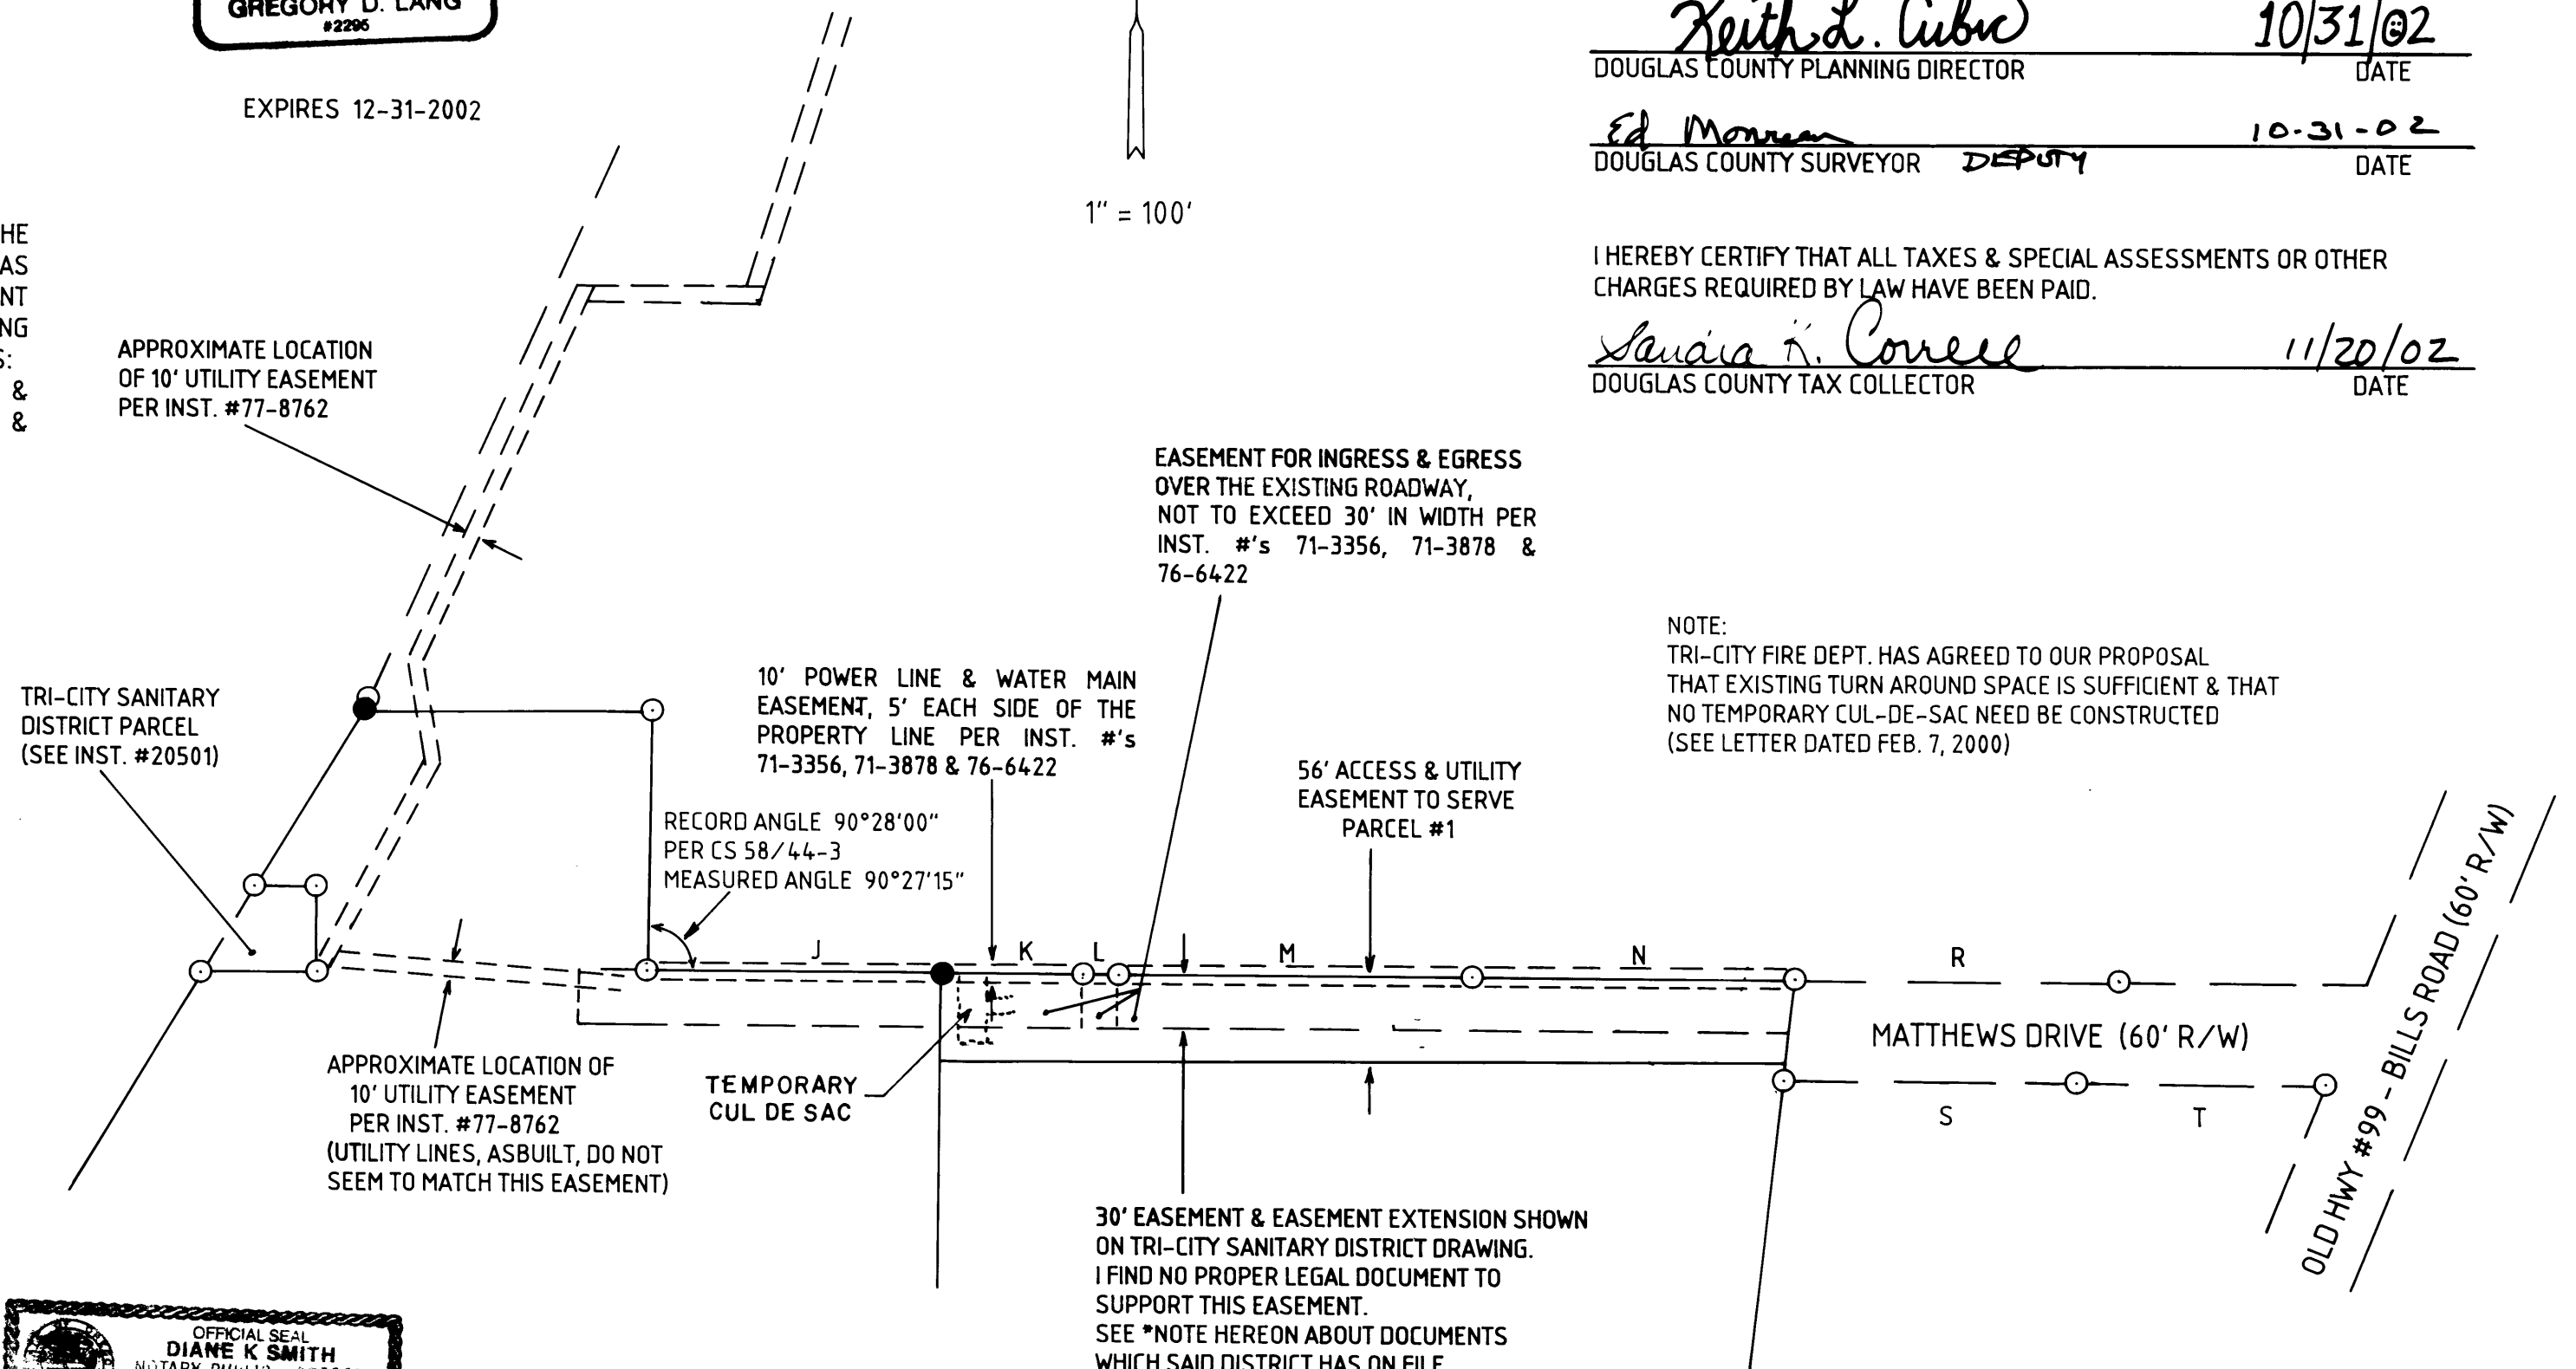 GREGORY D. LANG
#2296
EXPIRES 12-31-2002
HE
AS
NT
NG
S:
&
&
1" = 100'
Keith L. Cubic 10/31/02
DOUGLAS COUNTY PLANNING DIRECTOR DATE
Ed 10-31-02
DOUGLAS COUNTY SURVEYOR DEPUTY DATE
I HEREBY CERTIFY THAT ALL TAXES & SPECIAL ASSESSMENTS OR OTHER
CHARGES REQUIRED BY LAW HAVE BEEN PAID.
Sandra K. Correll 11/20/02
DOUGLAS COUNTY TAX COLLECTOR DATE
APPROXIMATE LOCATION
OF 10' UTILITY EASEMENT
PER INST. #77-8762
EASEMENT FOR INGRESS & EGRESS
OVER THE EXISTING ROADWAY,
NOT TO EXCEED 30' IN WIDTH PER
INST. #'s 71-3356, 71-3878 &
76-6422
NOTE:
TRI-CITY FIRE DEPT. HAS AGREED TO OUR PROPOSAL
THAT EXISTING TURN AROUND SPACE IS SUFFICIENT & THAT
NO TEMPORARY CUL-DE-SAC NEED BE CONSTRUCTED
(SEE LETTER DATED FEB. 7, 2000)
TRI-CITY SANITARY
DISTRICT PARCEL
(SEE INST. #20501)
10' POWER LINE & WATER MAIN
EASEMENT, 5' EACH SIDE OF THE
PROPERTY LINE PER INST. #'s
71-3356, 71-3878 & 76-6422
56' ACCESS & UTILITY
EASEMENT TO SERVE
PARCEL #1
RECORD ANGLE 90°28'00"
PER CS 58/44-3
MEASURED ANGLE 90°27'15"
J
K
L
M
N
R
MATTHEWS DRIVE (60' R/W)
S
T
OLD HWY #99 - BILLS ROAD (60' R/W)
APPROXIMATE LOCATION OF
10' UTILITY EASEMENT
PER INST. #77-8762
(UTILITY LINES, ASBUILT, DO NOT
SEEM TO MATCH THIS EASEMENT)
TEMPORARY
CUL DE SAC
30' EASEMENT & EASEMENT EXTENSION SHOWN
ON TRI-CITY SANITARY DISTRICT DRAWING.
I FIND NO PROPER LEGAL DOCUMENT TO
SUPPORT THIS EASEMENT.
SEE *NOTE HEREON ABOUT DOCUMENTS
WHICH SAID DISTRICT HAS ON FILE
OFFICIAL SEAL
DIANE K SMITH
NOTARY PUBLIC